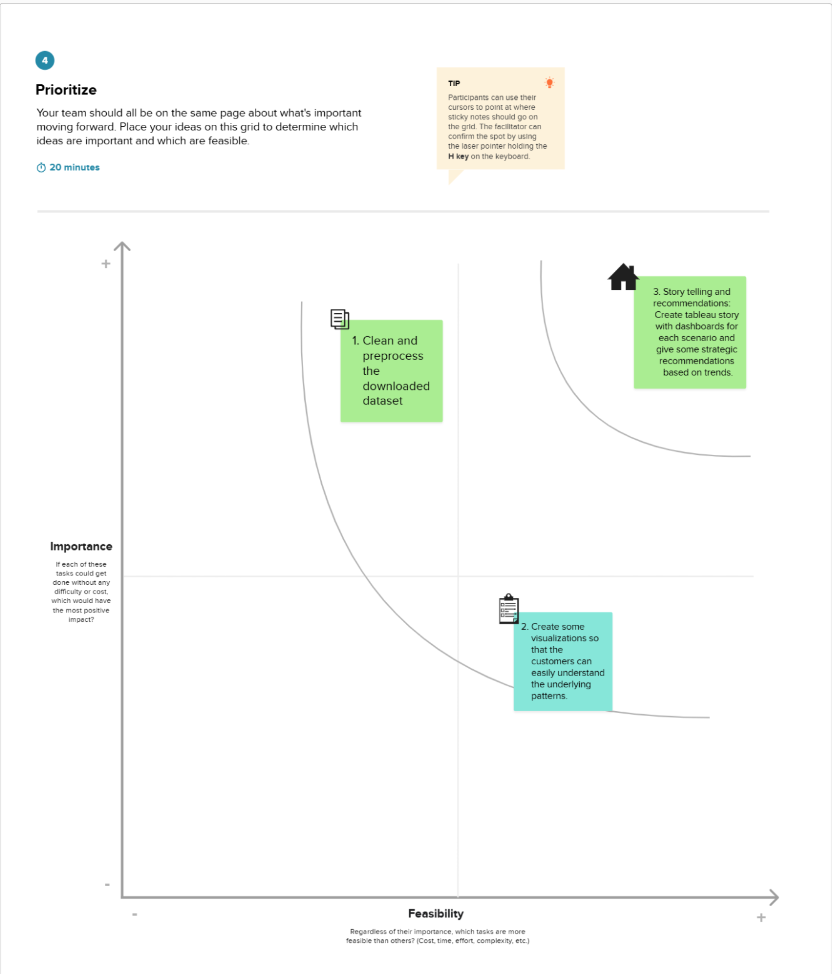 4
Prioritize
Your team should all be on the same page about what's important
moving forward. Place your ideas on this grid to determine which
ideas are important and which are feasible.
20 minutes
TIP
Participants can use their
cursors to point at where
sticky notes should go on
the grid. The facilitator can
confirm the spot by using
the laser pointer holding the
H key on the keyboard.
+
3. Story telling and
recommendations:
Create tableau story
with dashboards for
each scenario and
give some strategic
recommendations
based on trends.
1. Clean and
preprocess
the
downloaded
dataset
Importance
If each of these
tasks could get
done without any
difficulty or cost,
which would have
the most positive
impact?
2. Create some
visualizations so
that the
customers can
easily understand
the underlying
patterns.
-
-
Feasibility
+
Regardless of their importance, which tasks are more
feasible than others? (Cost, time, effort, complexity, etc.)